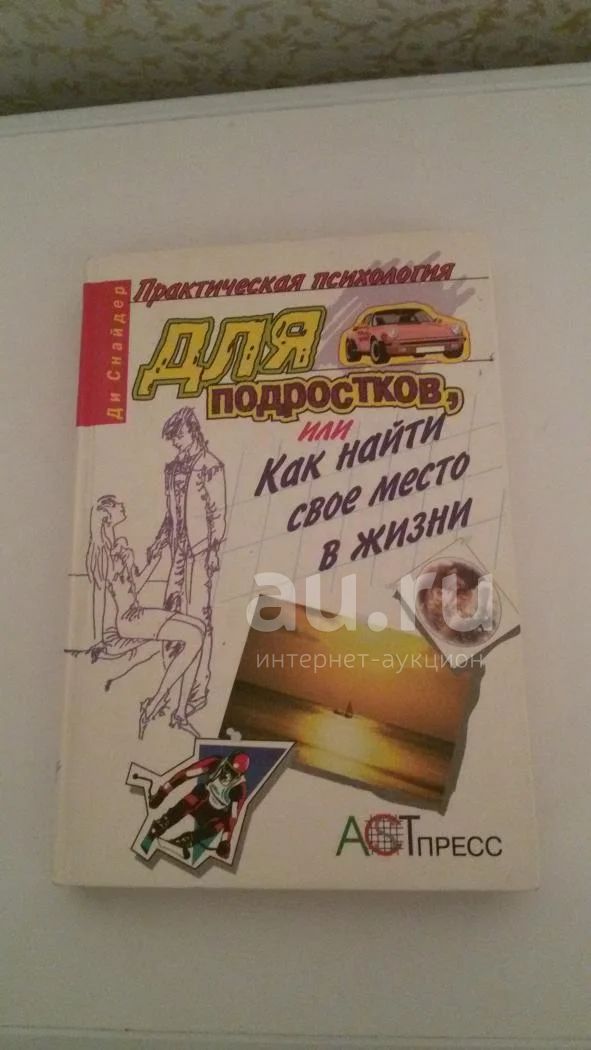 Ди Снайдер
Практическая психология
для
подростков,
или
Как найти
свое место
в жизни
au.ru
интернет-аукцион
АСТ ПРЕСС